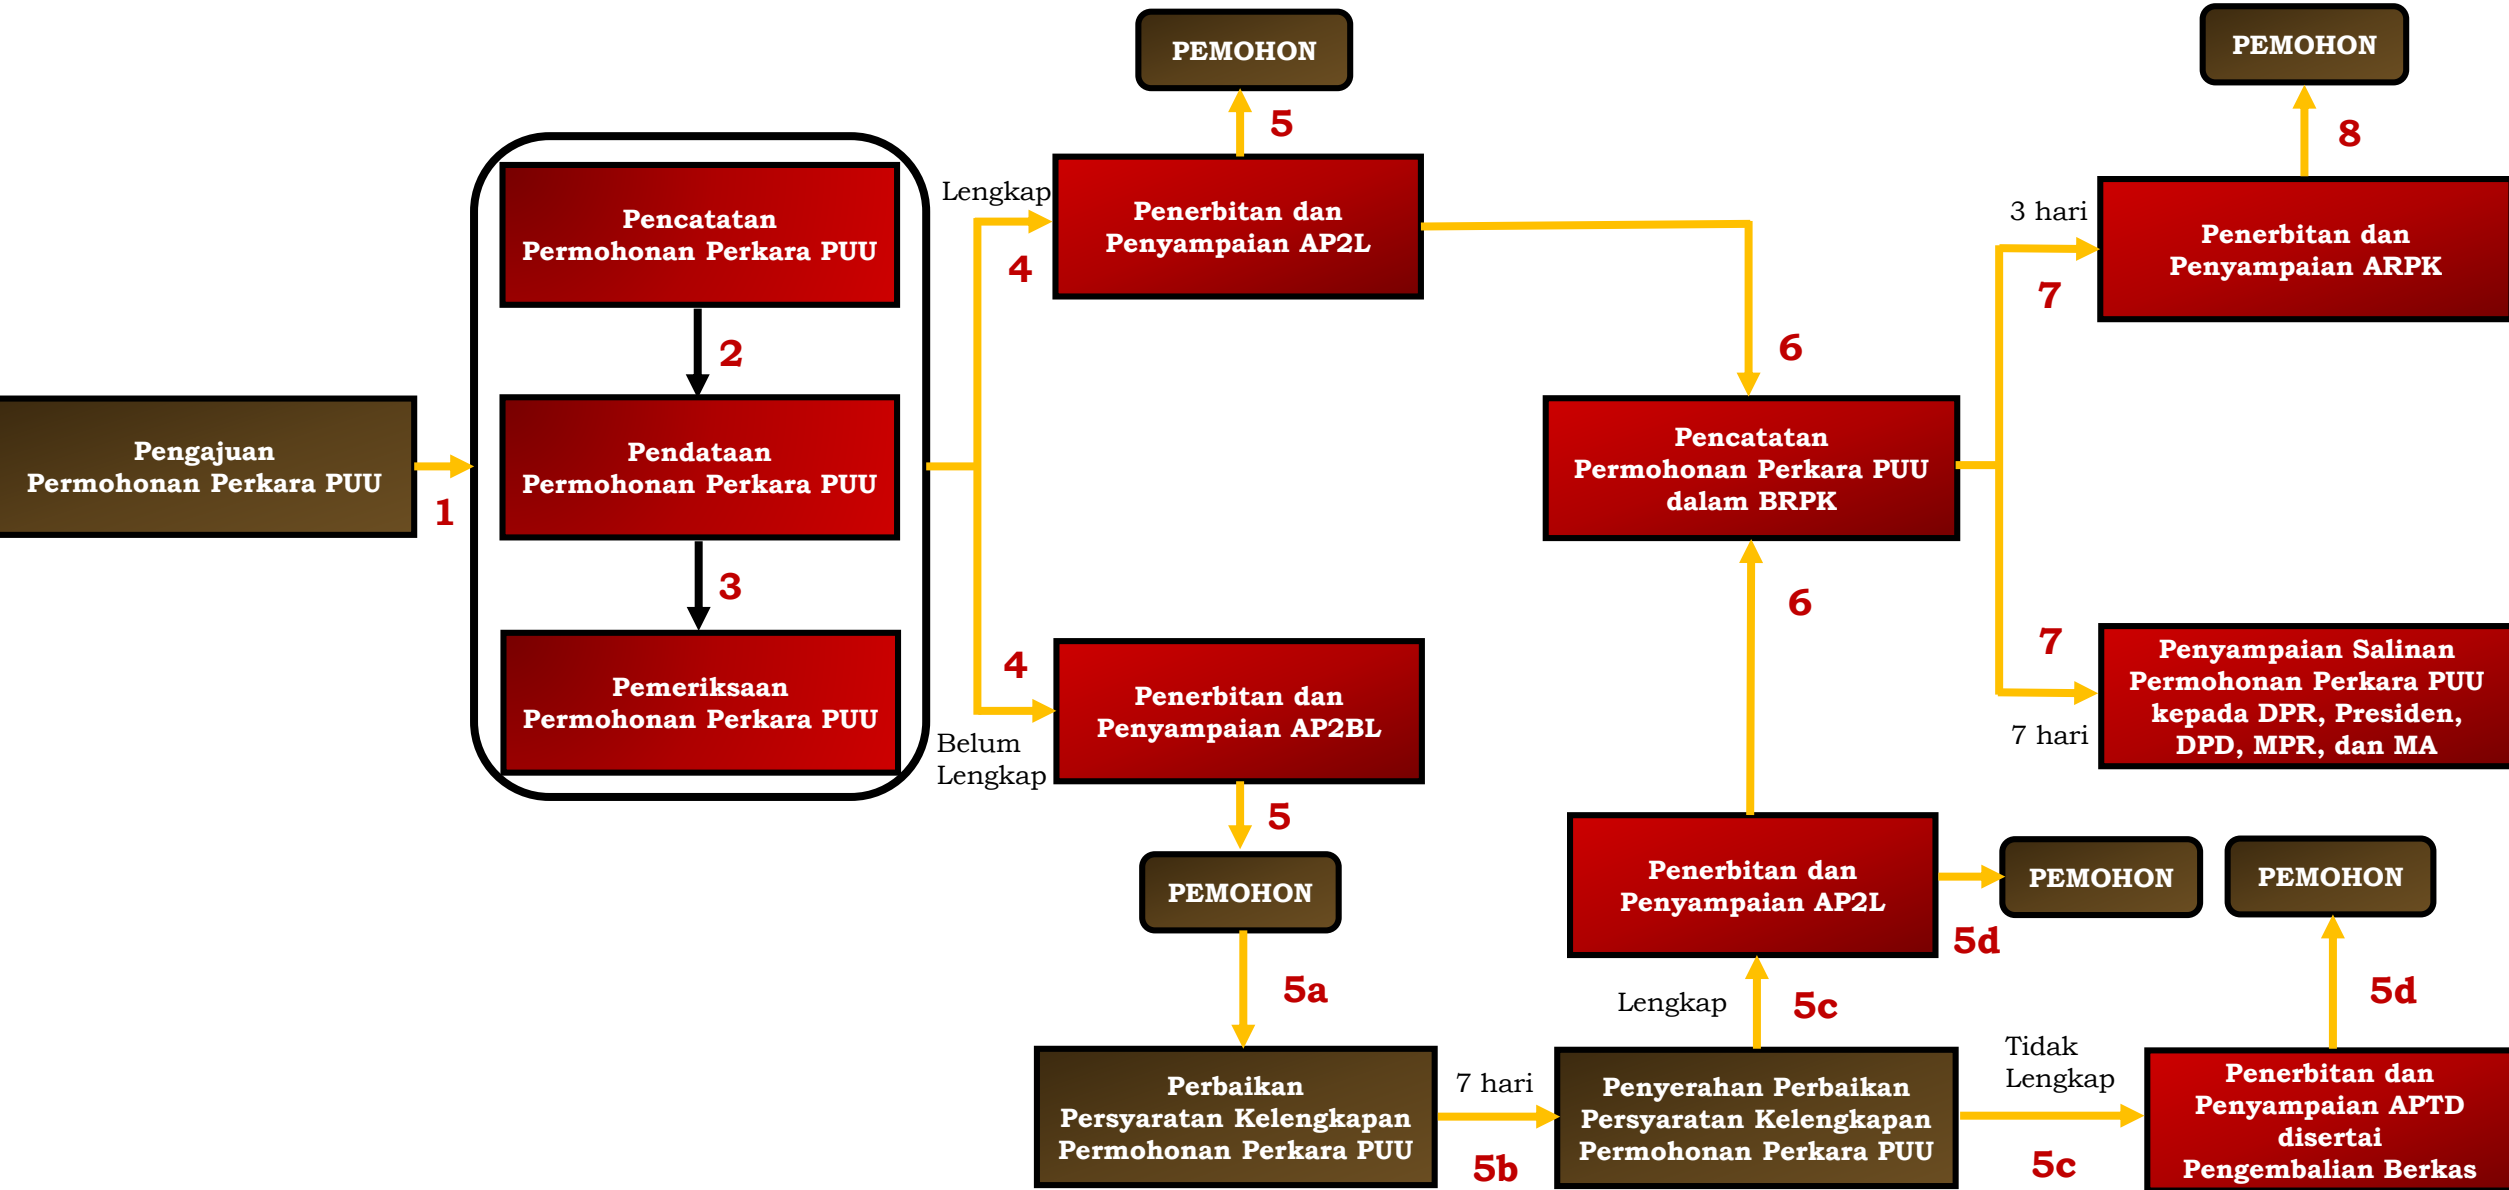 Pengajuan
Permohonan Perkara PUU
1
Pencatatan
Permohonan Perkara PUU
2
Pendataan
Permohonan Perkara PUU
3
Pemeriksaan
Permohonan Perkara PUU
Lengkap
4
PEMOHON
5
Penerbitan dan
Penyampaian AP2L
4
Belum
Lengkap
Penerbitan dan
Penyampaian AP2BL
5
PEMOHON
5a
Perbaikan
Persyaratan Kelengkapan
Permohonan Perkara PUU
7 hari
5b
Penyerahan Perbaikan
Persyaratan Kelengkapan
Permohonan Perkara PUU
Lengkap
5c
Penerbitan dan
Penyampaian AP2L
5d
PEMOHON
Tidak
Lengkap
5c
Penerbitan dan
Penyampaian APTD
disertai
Pengembalian Berkas
5d
PEMOHON
6
6
Pencatatan
Permohonan Perkara PUU
dalam BRPK
3 hari
7
Penerbitan dan
Penyampaian ARPK
8
PEMOHON
7
7 hari
Penyampaian Salinan
Permohonan Perkara PUU
kepada DPR, Presiden,
DPD, MPR, dan MA